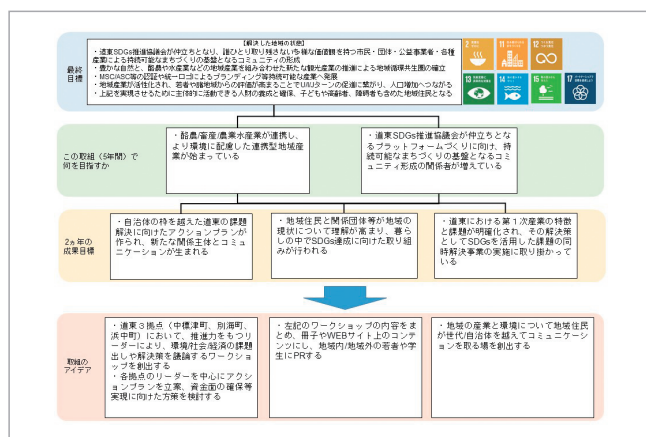 【解決した地域の状態】
・道東SDGs推進協議会が仲立ちとなり、誰ひとり取り残さない多様な価値観を持つ市民・団体・公益事業者・各種
産業による持続可能なまちづくりの基盤となるコミュニティの形成
・豊かな自然と、酪農や水産業などの地域産業を組み合わせた新たな観光産業の推進による地域循環共生圏の確立
・MSC/ASC等の認証や統一ロゴによるブランディング等持続可能な産業へ発展
・地域産業が活性化され、若者や諸地域からの評価が高まることでU/Iターンの促進に繋がり、人口増加へつながる
・上記を実現させるために主体的に活動できる人財の養成と確保、子どもや高齢者、障碍者も含めた地域住民となる
最終
目標
2
11
12
13
14
15
17
この取組(5年間)で
何を目指すか
・酪農/畜産/農業水産業が連携し、
より環境に配慮した連携型地域産
業が始まっている
・道東SDGs推進協議会が仲立ちとなる
プラットフォームづくりに向け、持
続可能なまちづくりの基盤となるコミュ
ニティ形成の関係者が増えている
2ヵ年の
成果目標
・自治体の枠を越えた道東の課題
解決に向けたアクションプランが
作られ、新たな関係主体とコミュ
ニケーションが生まれる
・地域住民と関係団体等が地域の
現状について理解が高まり、暮ら
しの中でSDGs達成に向けた取り組
みが行われる
・道東における第1次産業の特徴
と課題が明確化され、その解決策
としてSDGsを活用した課題の同
時解決事業の実施に取り掛かって
いる
取組の
アイデア
・道東3拠点(中標津町、別海町、
浜中町)において、推進力をもつリ
ーダーにより、環境/社会/経済の課題
出しや解決策を議論するワークショ
ップを創出する
・各拠点のリーダーを中心にアク
ションプランを立案、資金面の確保等
実現に向けた方策を検討する
・左記のワークショップの内容をま
とめ、冊子やWEBサイト上のコンテ
ンツにし、地域内/地域外の若者や学
生にPRする
・地域の産業と環境について地域住民
が世代/自治体を越えてコミュニケーシ
ョンを取る場を創出する